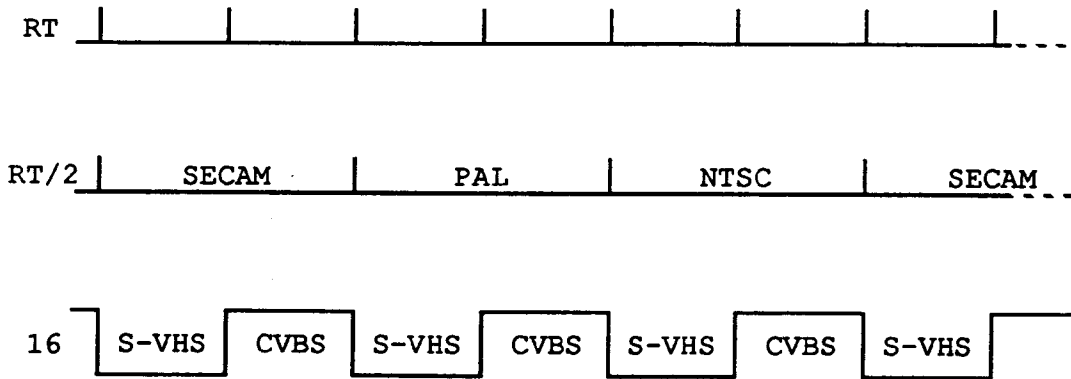 RT
RT/2 SECAM PAL NTSC SECAM
16 S-VHS CVBS S-VHS CVBS S-VHS CVBS S-VHS